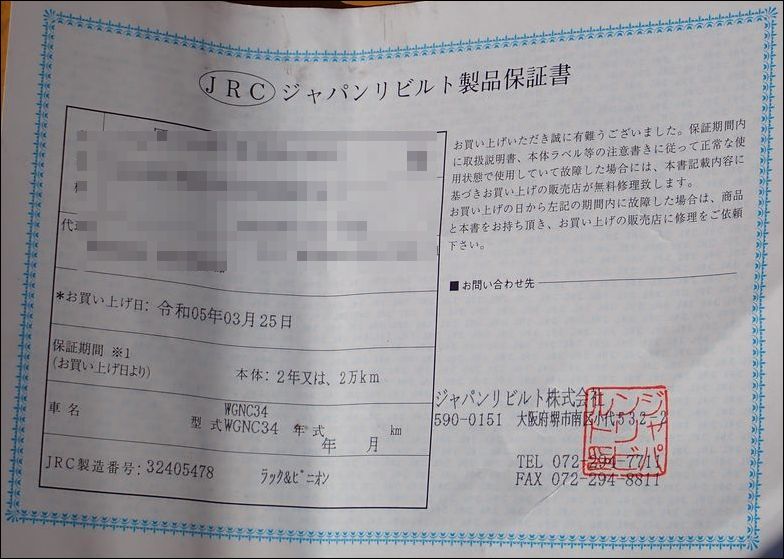 JRC ジャパンリビルト製品保証書
お買い上げいただき誠に有難うございました。保証期間内
に取扱説明書、本体ラベル等の注意書きに従って正常な使
用状態で使用していて故障した場合には、本書記載内容に
基づきお買い上げの販売店が無料修理致します。
お買い上げの日から左記の期間内に故障した場合は、商品
と本書をお持ち頂き、お買い上げの販売店に修理をご依頼
下さい。
■お問い合わせ先
*お買い上げ日: 令和05年03月25日
保証期間 ※1
(お買い上げ日より)
本体: 2年又は、2万km
車名 WGNC34
型式WGNC34 年式 km
年 月
JRC製造番号: 32405478 ラック&ピニオン
ジャパンリビルト株式会社
590-0151 大阪府堺市南区小代532-2
TEL 072-294-7711
FAX 072-294-8811